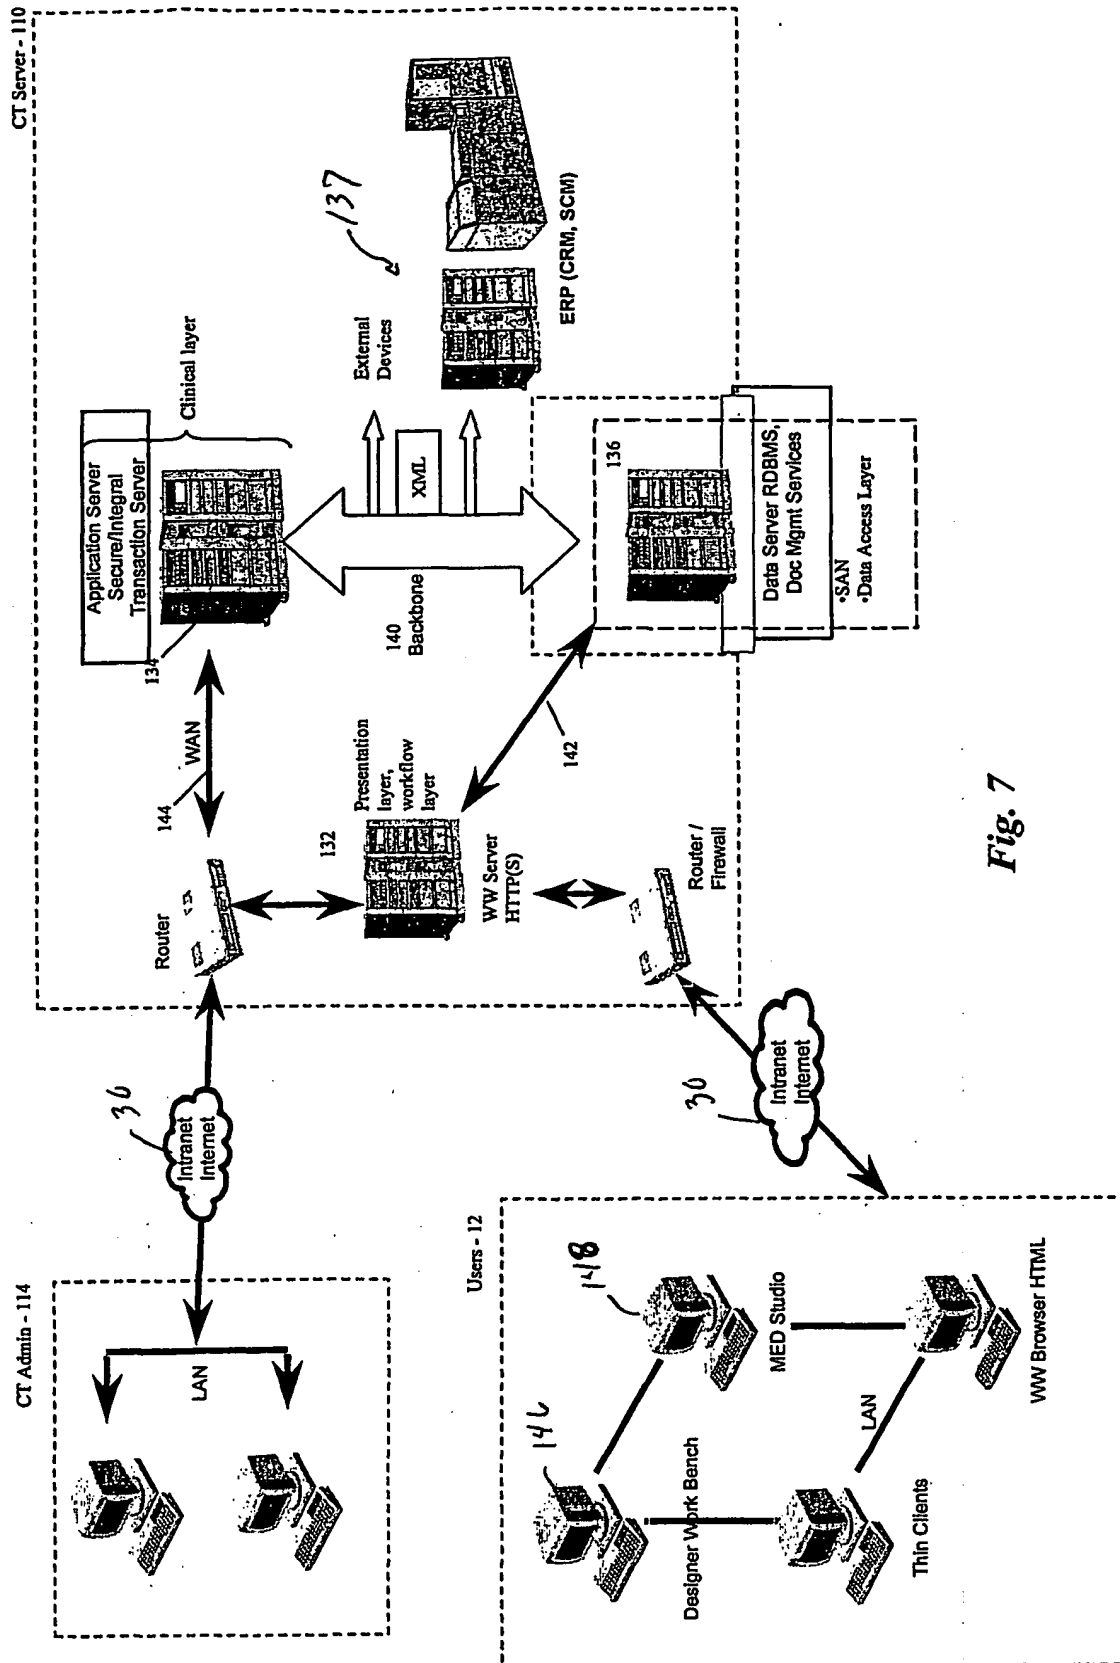 CT Server - 110
CT Admin - 114
LAN
30
Intranet
Internet
Router
144
WAN
134
Application Server
Secure/Integral
Transaction Server
Clinical layer
132
Presentation
layer,
workflow
layer
WW Server
HTTP(S)
140
Backbone
XML
External
Devices
137
ERP (CRM, SCM)
142
136
Data Server RDBMS,
Doc Mgmt Services
•SAN
•Data Access Layer
Router /
Firewall
30
Intranet
Internet
Users - 12
146
Designer Work Bench
148
MED Studio
Thin Clients
LAN
WW Browser HTML
Fig. 7